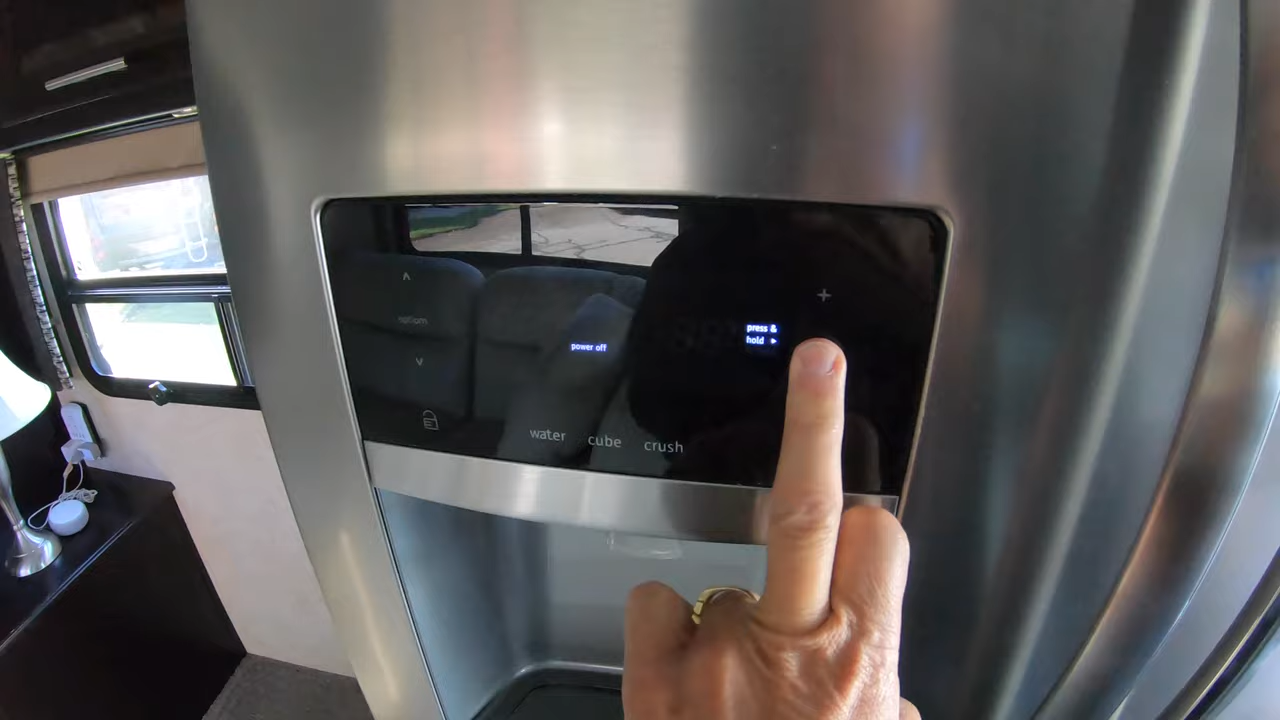 option
power off
press &
hold ▸
water cube crush